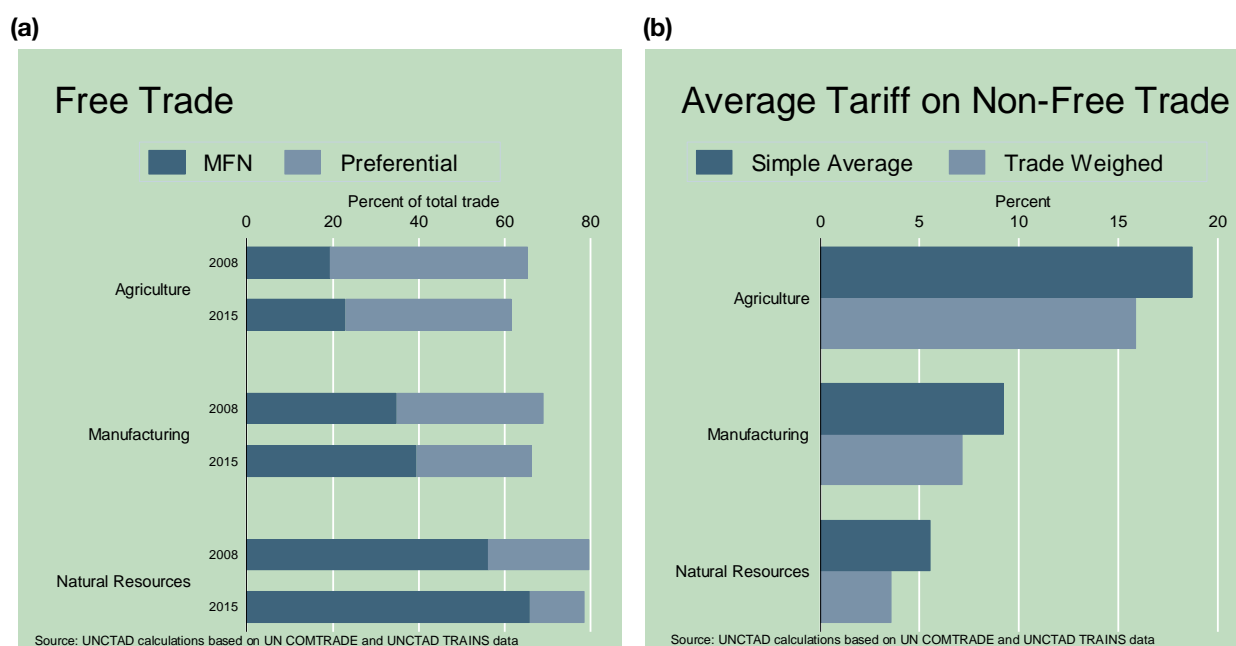 (a)
Free Trade
MFN Preferential
Percent of total trade
0 20 40 60 80
2008
Agriculture
2015
2008
Manufacturing
2015
2008
Natural Resources
2015
Source: UNCTAD calculations based on UN COMTRADE and UNCTAD TRAINS data
(b)
Average Tariff on Non-Free Trade
Simple Average Trade Weighed
Percent
0 5 10 15 20
Agriculture
Manufacturing
Natural Resources
Source: UNCTAD calculations based on UN COMTRADE and UNCTAD TRAINS data